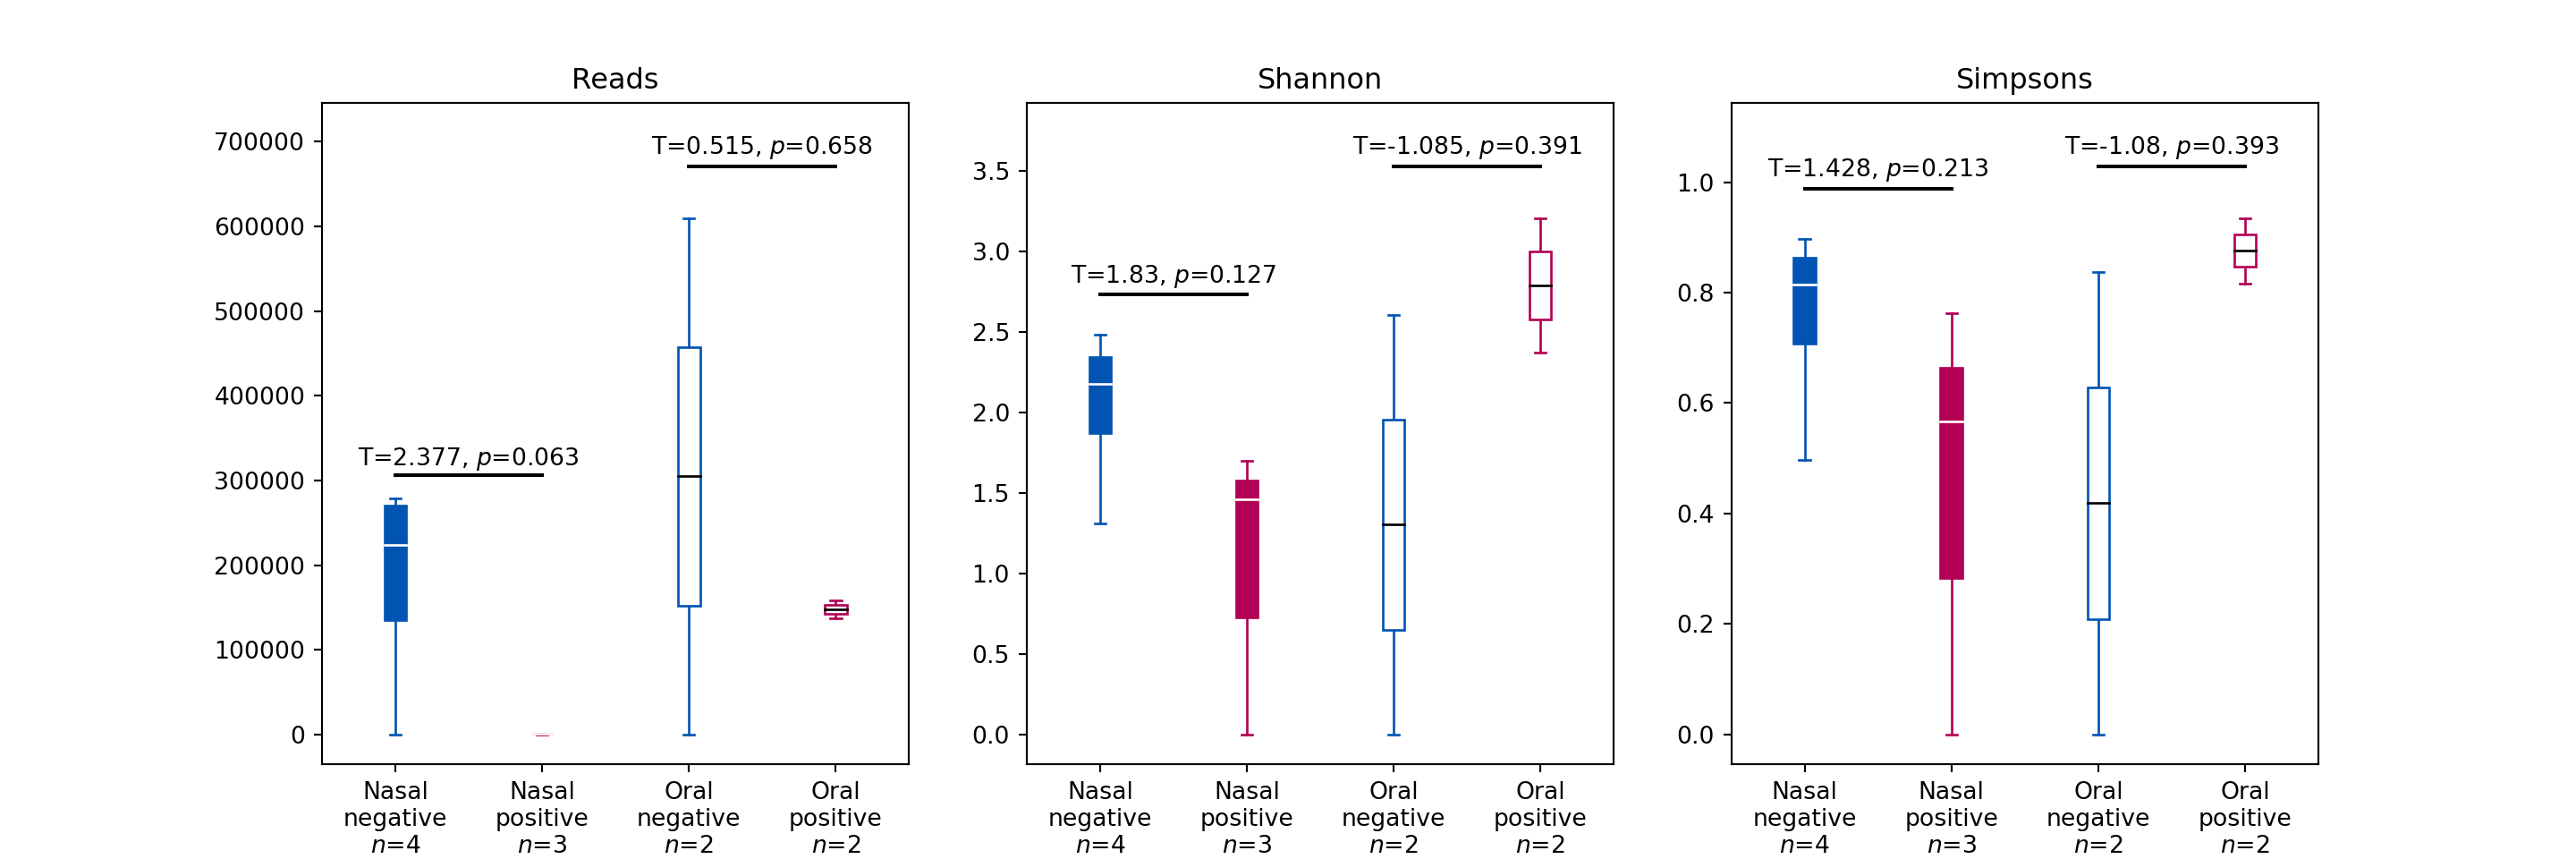 Reads
700000
600000
500000
400000
300000
200000
100000
0
T=2.377, p=0.063
T=0.515, p=0.658
Nasal
negative
n=4
Nasal
positive
n=3
Oral
negative
n=2
Oral
positive
n=2
Shannon
3.5
3.0
2.5
2.0
1.5
1.0
0.5
0.0
T=1.83, p=0.127
T=-1.085, p=0.391
Nasal
negative
n=4
Nasal
positive
n=3
Oral
negative
n=2
Oral
positive
n=2
Simpsons
1.0
0.8
0.6
0.4
0.2
0.0
T=1.428, p=0.213
T=-1.08, p=0.393
Nasal
negative
n=4
Nasal
positive
n=3
Oral
negative
n=2
Oral
positive
n=2